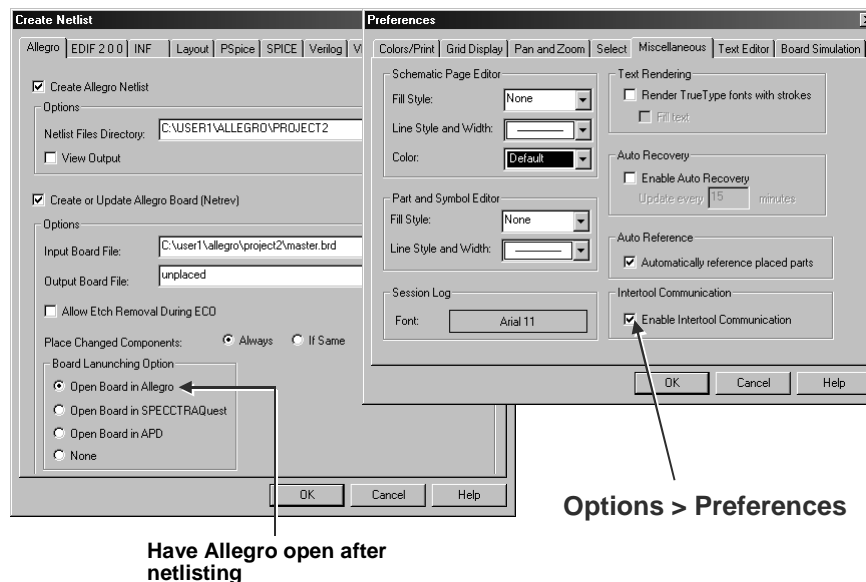 Create Netlist
Allegro EDIF 2 0 0 INF Layout PSpice SPICE Verilog
Create Allegro Netlist
Options
Netlist Files Directory: C:\USER1\ALLEGRO\PROJECT2
View Output
Create or Update Allegro Board (Netrev)
Options
Input Board File: C:\user1\allegro\project2\master.brd
Output Board File: unplaced
Allow Etch Removal During ECO
Place Changed Components: Always If Same
Board Lanunching Option
Open Board in Allegro
Open Board in SPECCTRAQuest
Open Board in APD
None
OK Cancel Help
Have Allegro open after
netlisting
Preferences
Colors/Print Grid Display Pan and Zoom Select Miscellaneous Text Editor Board Simulation
Schematic Page Editor
Fill Style: None
Line Style and Width:
Color: Default
Part and Symbol Editor
Fill Style: None
Line Style and Width:
Session Log
Font: Arial 11
Text Rendering
Render TrueType fonts with strokes
Fill text
Auto Recovery
Enable Auto Recovery
Update every 15 minutes
Auto Reference
Automatically reference placed parts
Intertool Communication
Enable Intertool Communication
OK Cancel Help
Options > Preferences